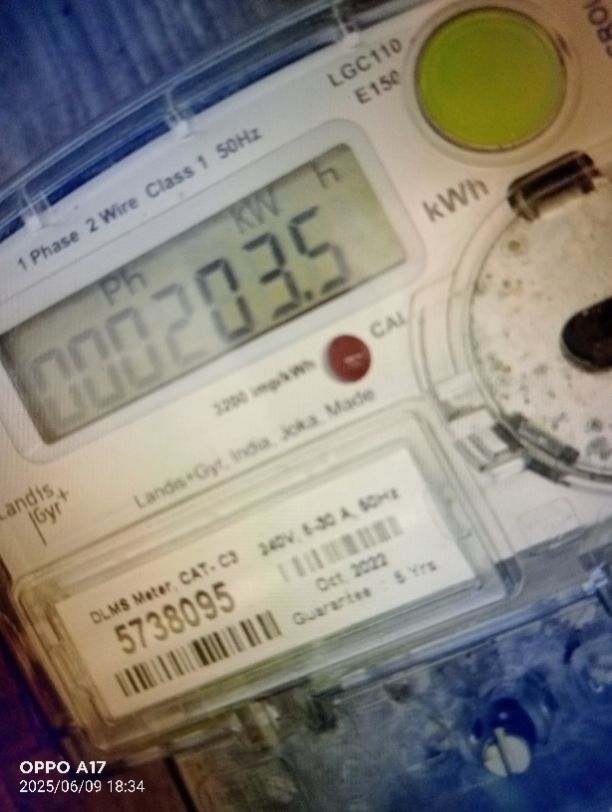 LGC110
E150
1 Phase 2 Wire Class 1 50Hz
kW h
Ph
000203.5
kWh
CAL
3200 imp/kWh
Landis+Gyr, India, Joka, Made
Landis
Gyr+
DLMS Meter, CAT- C3 240V, 5-30 A, 50Hz
5738095
Oct, 2022
Guarantee - 5 Yrs
OPPO A17
2025/06/09 18:34